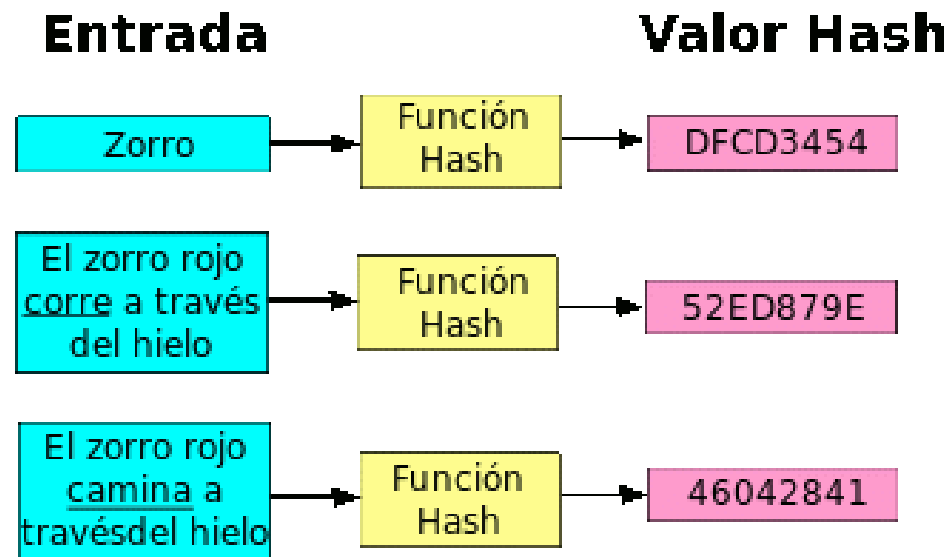 Entrada
Valor Hash
Zorro
Función
Hash
DFCD3454
El zorro rojo
corre a través
del hielo
Función
Hash
52ED879E
El zorro rojo
camina a
travésdel hielo
Función
Hash
46042841